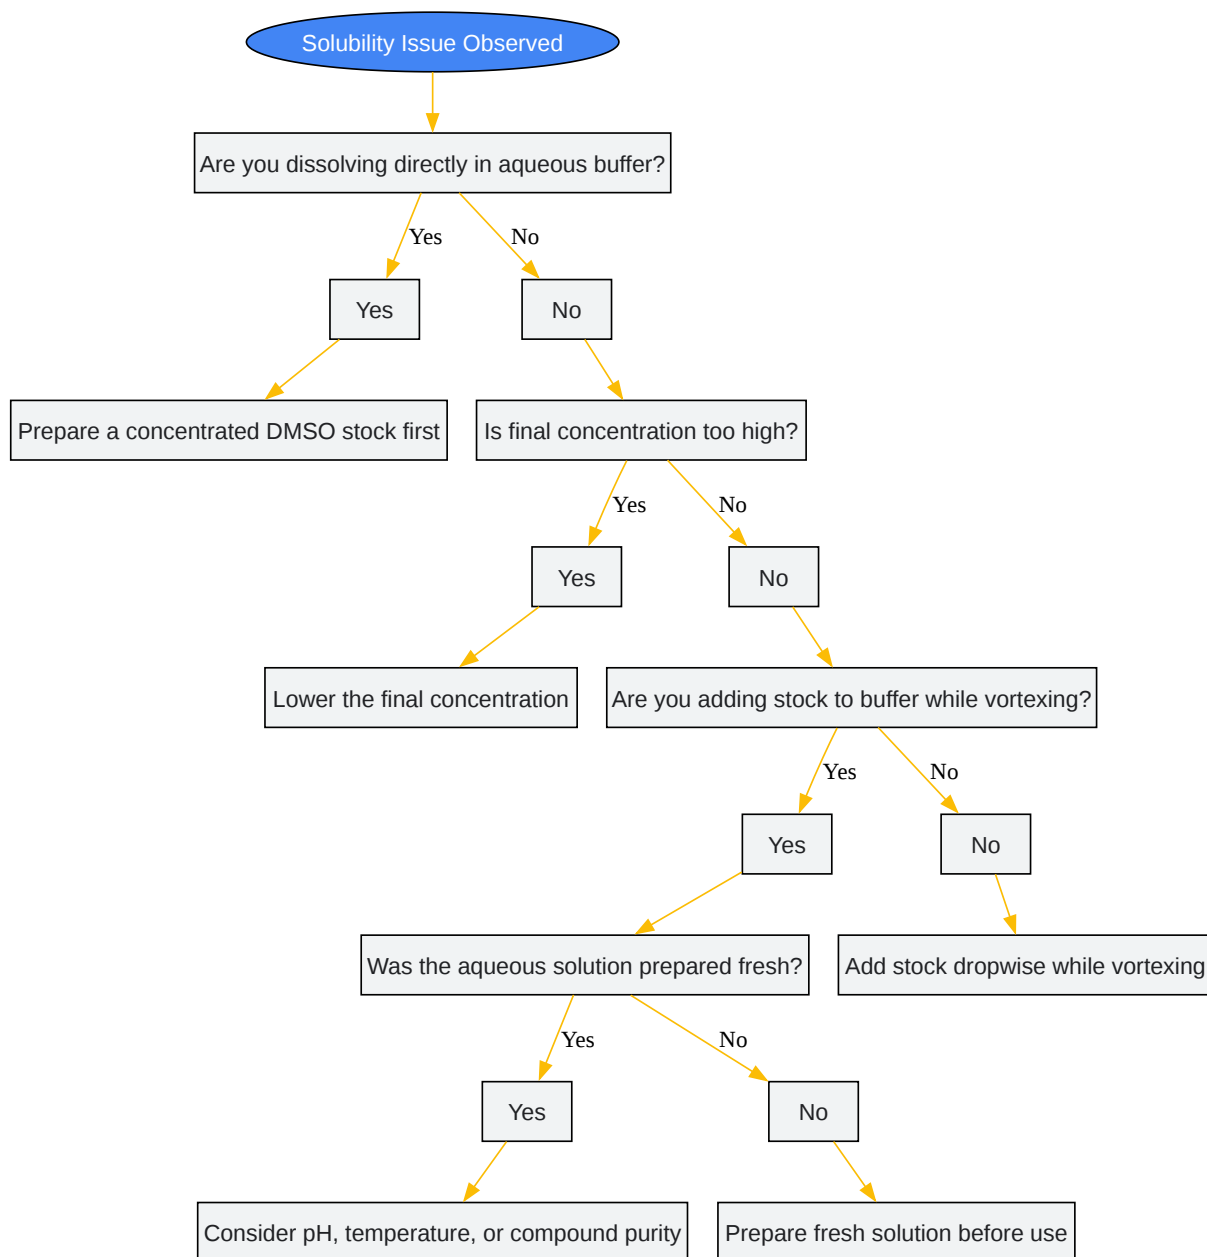 Solubility Issue Observed
Are you dissolving directly in aqueous buffer?
Yes
No
Yes
No
Prepare a concentrated DMSO stock first
Is final concentration too high?
Yes
No
Yes
No
Lower the final concentration
Are you adding stock to buffer while vortexing?
Yes
No
Yes
No
Was the aqueous solution prepared fresh?
Add stock dropwise while vortexing
Yes
No
Yes
No
Consider pH, temperature, or compound purity
Prepare fresh solution before use